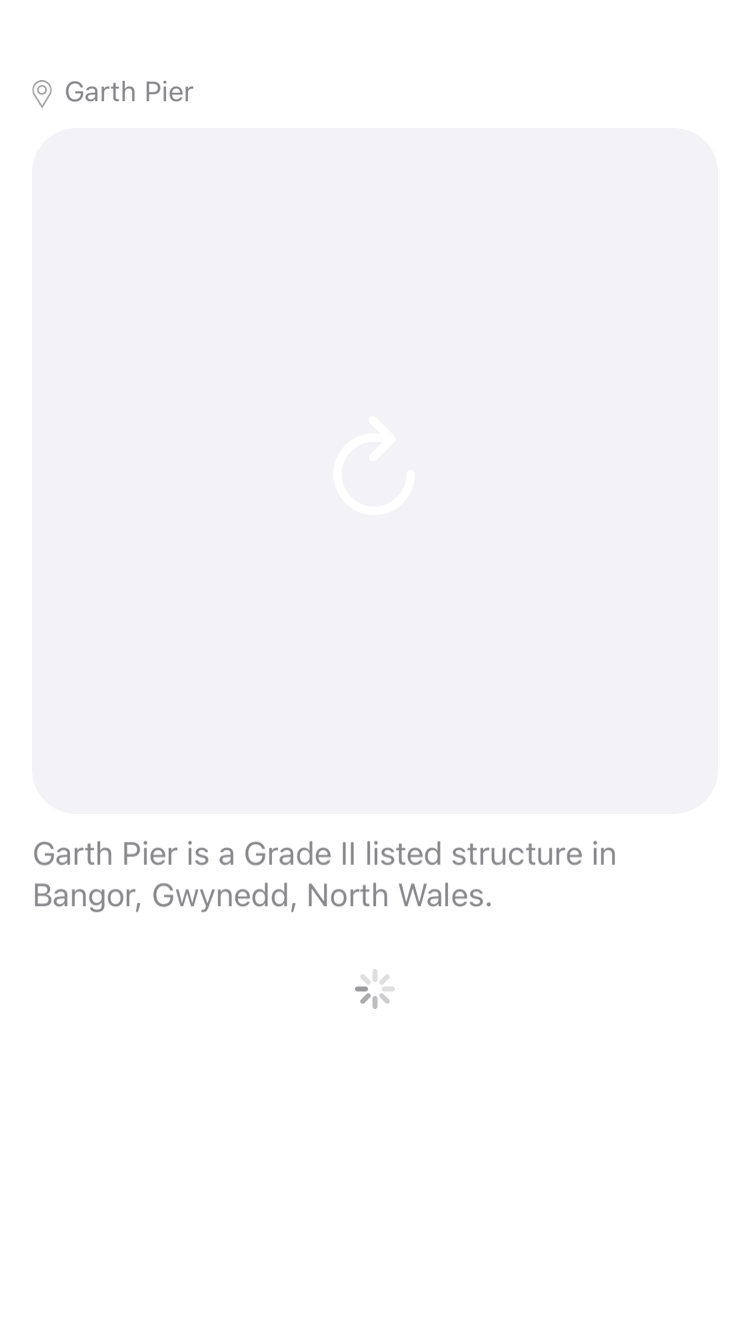 Garth Pier
Garth Pier is a Grade II listed structure in
Bangor, Gwynedd, North Wales.